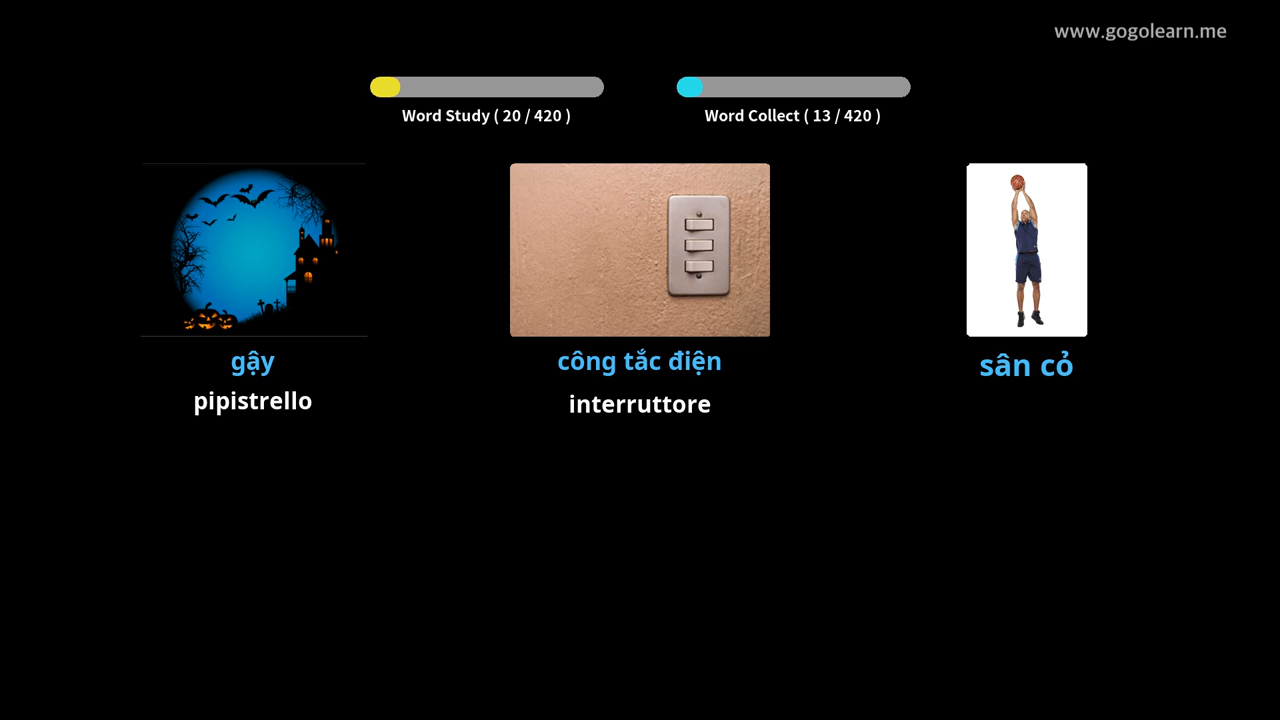 www.gogolearn.me
Word Study ( 20 / 420 )
Word Collect ( 13 / 420 )
gậy
pipistrello
công tắc điện
interruttore
sân cỏ